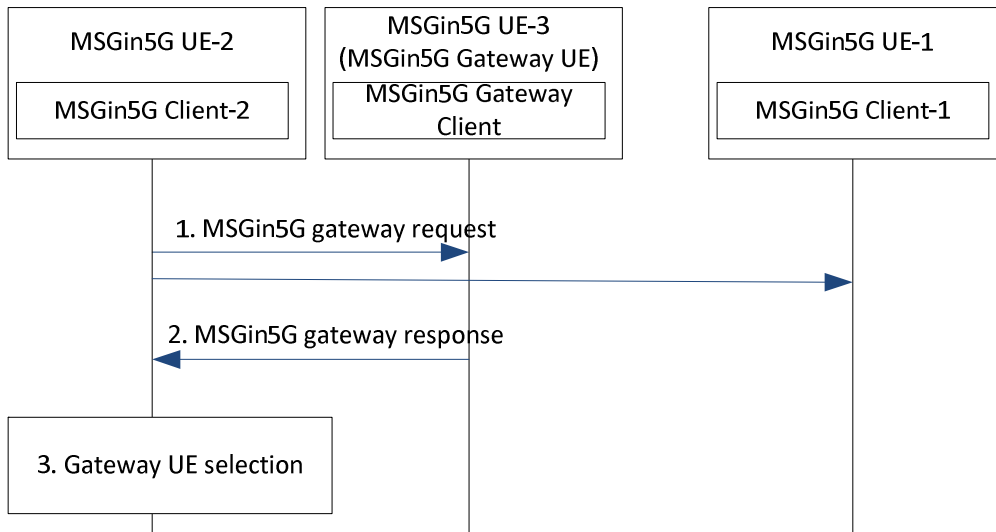 MSGin5G UE-2
MSGin5G Client-2
MSGin5G UE-3
(MSGin5G Gateway UE)
MSGin5G Gateway
Client
MSGin5G UE-1
MSGin5G Client-1
1. MSGin5G gateway request
2. MSGin5G gateway response
3. Gateway UE selection